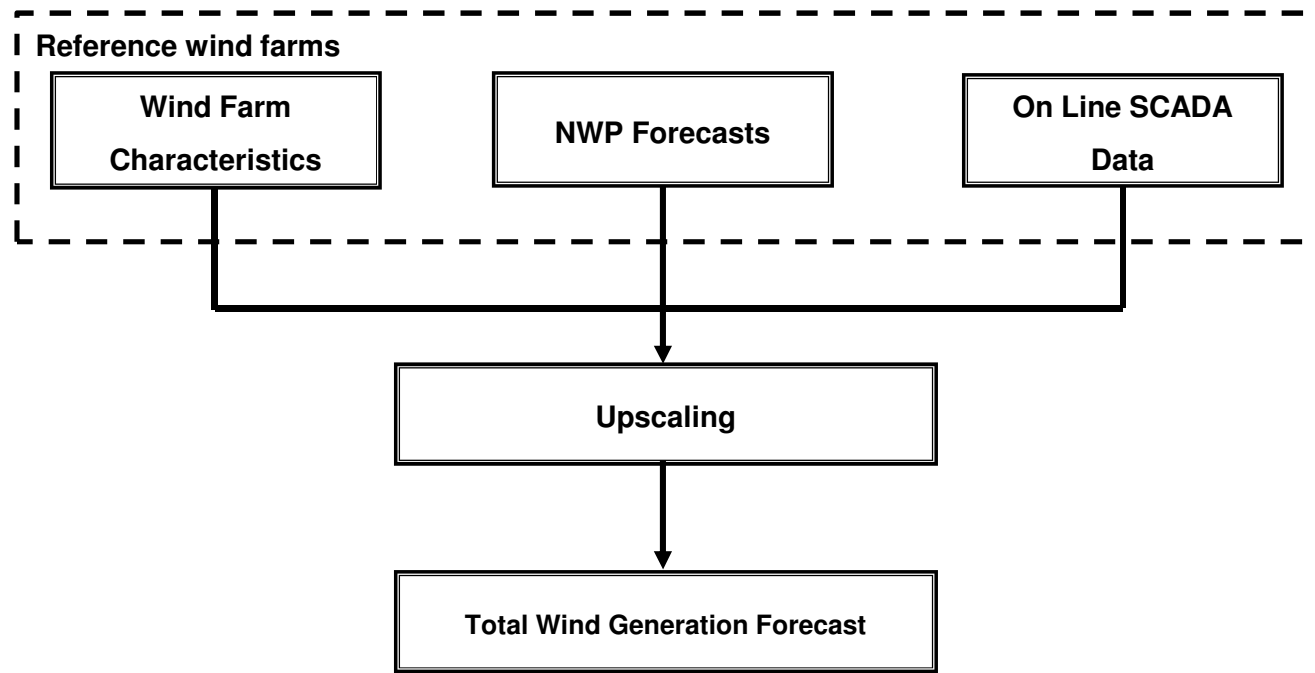 Reference wind farms
Wind Farm
Characteristics
NWP Forecasts
On Line SCADA
Data
Upscaling
Total Wind Generation Forecast